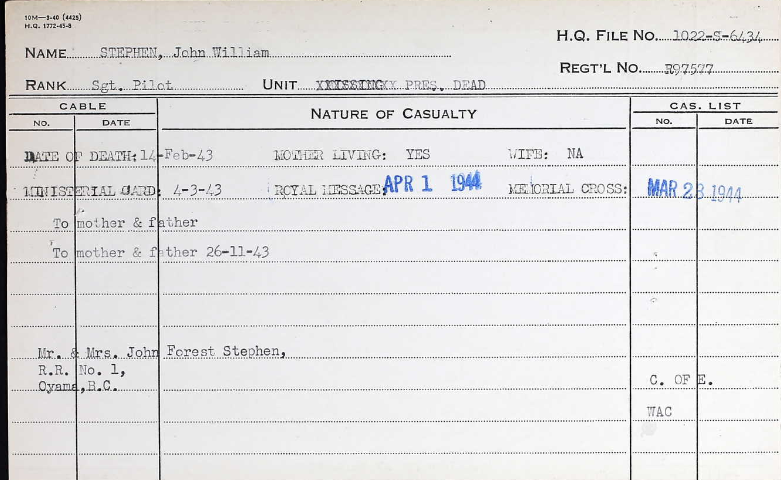 10M—3-40 (4425)
H.Q. 1772-45-8
H.Q. FILE NO. 1022-S-6434
NAME STEPHEN, John William
REGT'L NO. R97577
RANK Sgt. Pilot UNIT XXISSINGXX PRES. DEAD
CABLE NATURE OF CASUALTY CAS. LIST
NO. DATE NO. DATE
DATE OF DEATH: 14-Feb-43 MOTHER LIVING: YES WIFE: NA
MINISTERIAL CARD: 4-3-43 ROYAL MESSAGE: APR 1 1944 MEMORIAL CROSS: MAR 28 1944
To mother & father
To mother & father 26-11-43
Mr. & Mrs. John Forest Stephen,
R.R. No. 1,
Oyama, B.C.
C. OF E.
WAC